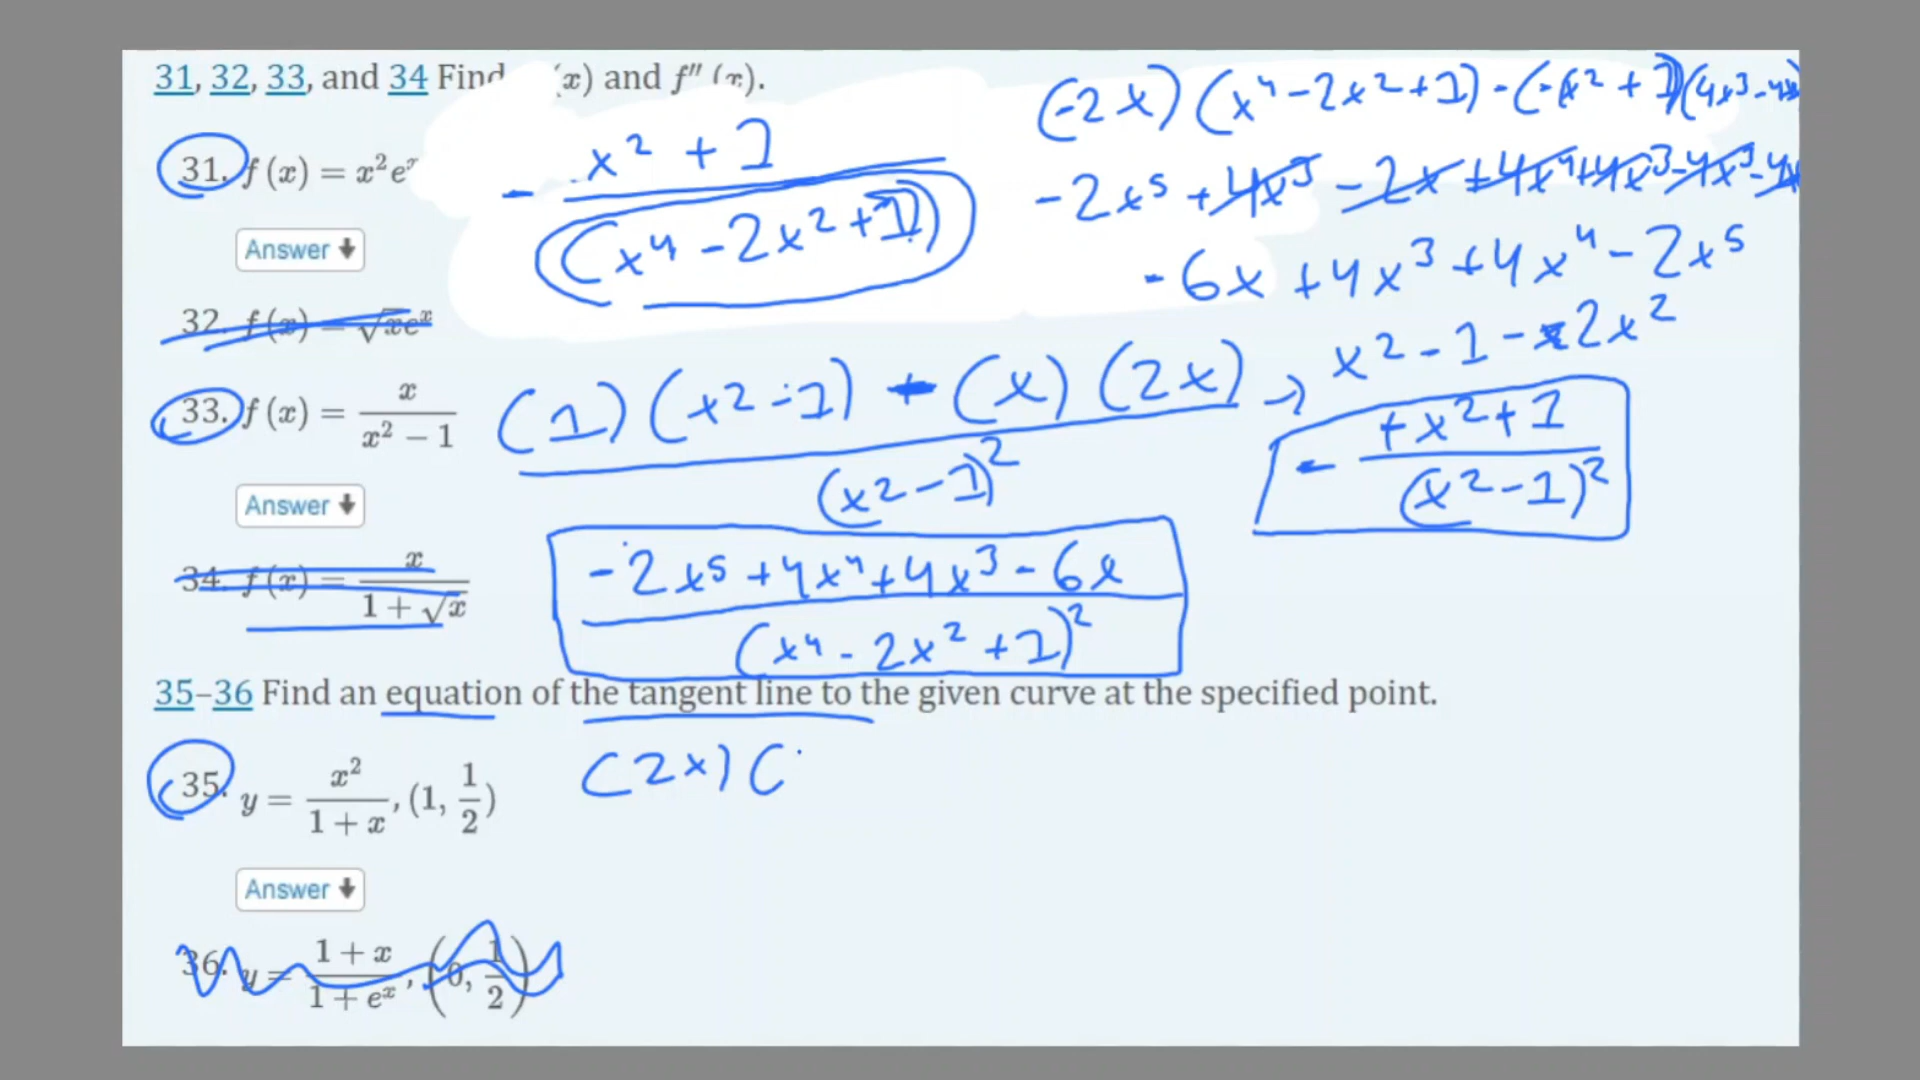 31, 32, 33, and 34 Find (x) and f″ (x).
(-2x) (x⁴ - 2x² + 1) - (-x² + 1)(4x³ - 4x)
31. f (x) = x²eˣ
- x² + 1 / (x⁴ - 2x² + 1)
-2x⁵ + 4x³ - 2x + 4x⁴ + 4x³ - 4x³ - 4x
Answer
- 6x + 4x³ + 4x⁴ - 2x⁵
32. f (x) = √xeˣ
33. f (x) = x / x² − 1
(1) (x² - 1) - (x) (2x) / (x² - 1)² → x² - 1 - 2x²
- +x² + 1 / (x² - 1)²
Answer
34. f (x) = x / 1 + √x
-2x⁵ + 4x⁴ + 4x³ - 6x / (x⁴ - 2x² + 1)²
35–36 Find an equation of the tangent line to the given curve at the specified point.
35. y = x² / 1 + x, (1, 1/2)
(2x) (
Answer
36. y = 1 + x / 1 + eˣ, (0, 1/2)